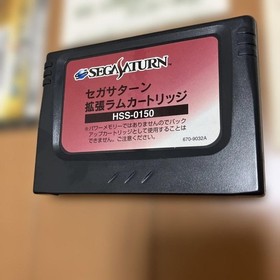 SEGA SATURN
セガサターン
拡張ラムカートリッジ
HSS-0150
※パワーメモリーではありませんのでバック
アップカートリッジとして使用することは
できません。ご注意ください。
670-9032A